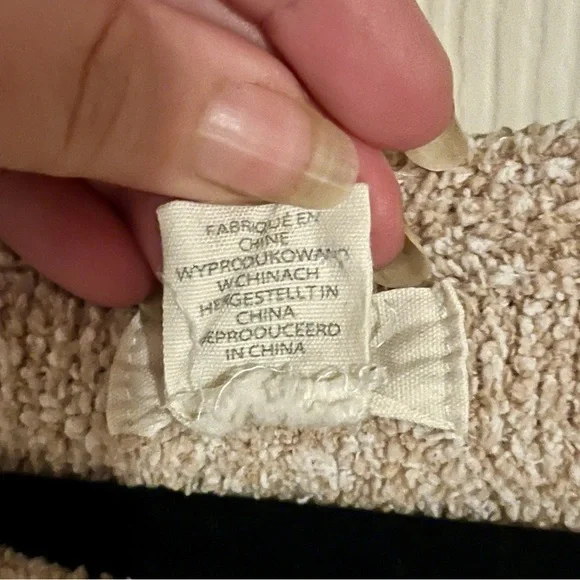 FABRIQUÉ EN
CHINE
WYPRODUKOWANO
W CHINACH
HERGESTELLT IN
CHINA
GEPRODUCEERD
IN CHINA